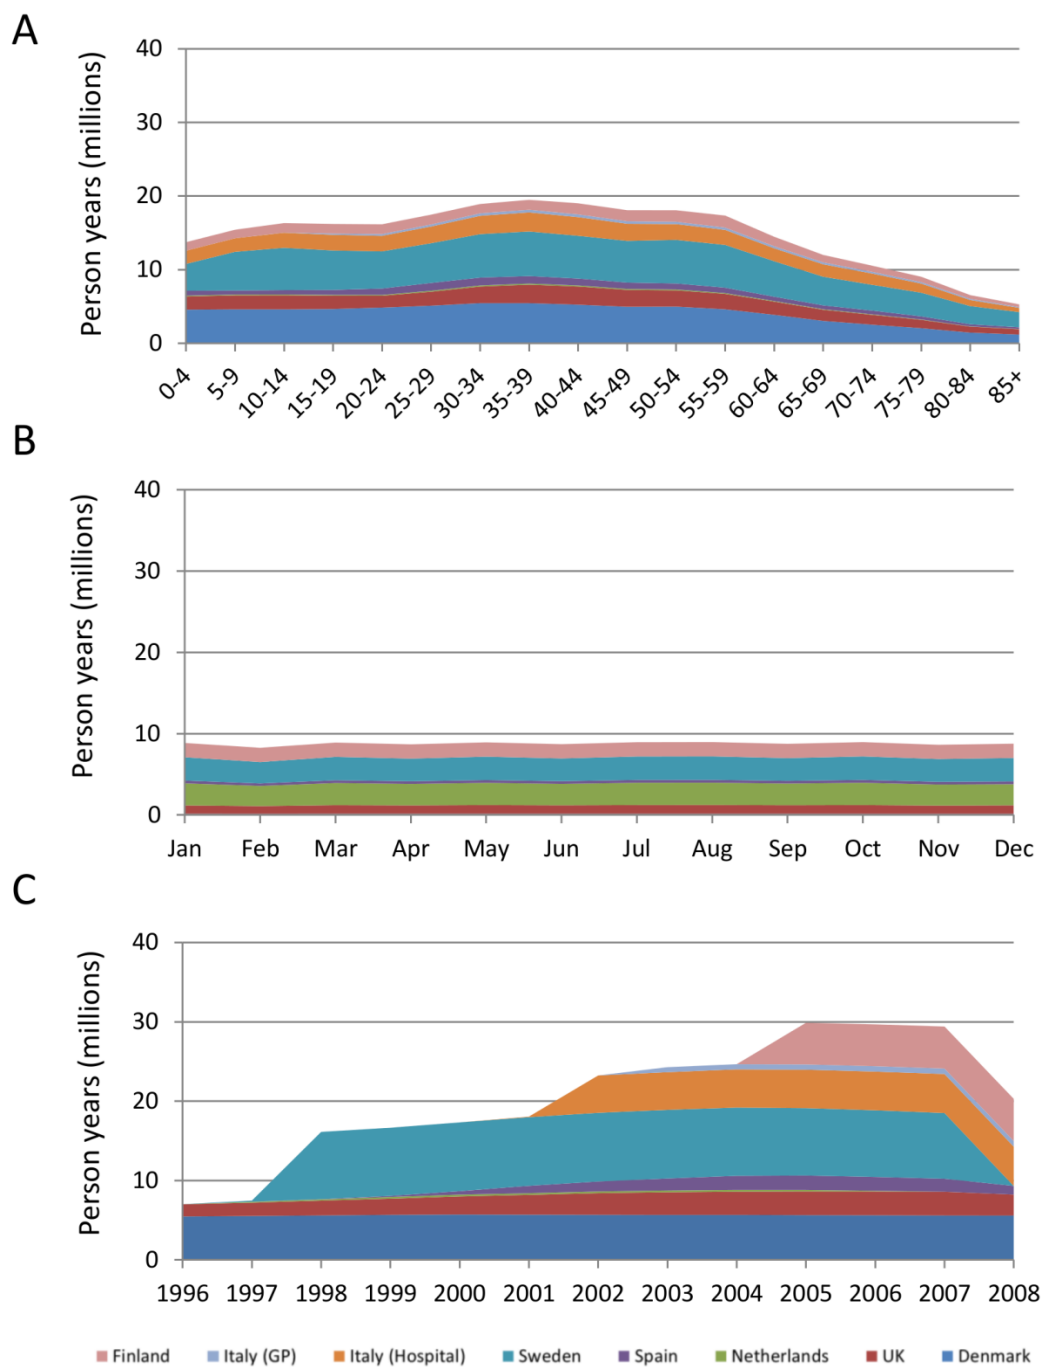 A
Person years (millions)
40
30
20
10
0
0-4 5-9 10-14 15-19 20-24 25-29 30-34 35-39 40-44 45-49 50-54 55-59 60-64 65-69 70-74 75-79 80-84 85+
B
Person years (millions)
40
30
20
10
0
Jan Feb Mar Apr May Jun Jul Aug Sep Oct Nov Dec
C
Person years (millions)
40
30
20
10
0
1996 1997 1998 1999 2000 2001 2002 2003 2004 2005 2006 2007 2008
Finland Italy (GP) Italy (Hospital) Sweden Spain Netherlands UK Denmark